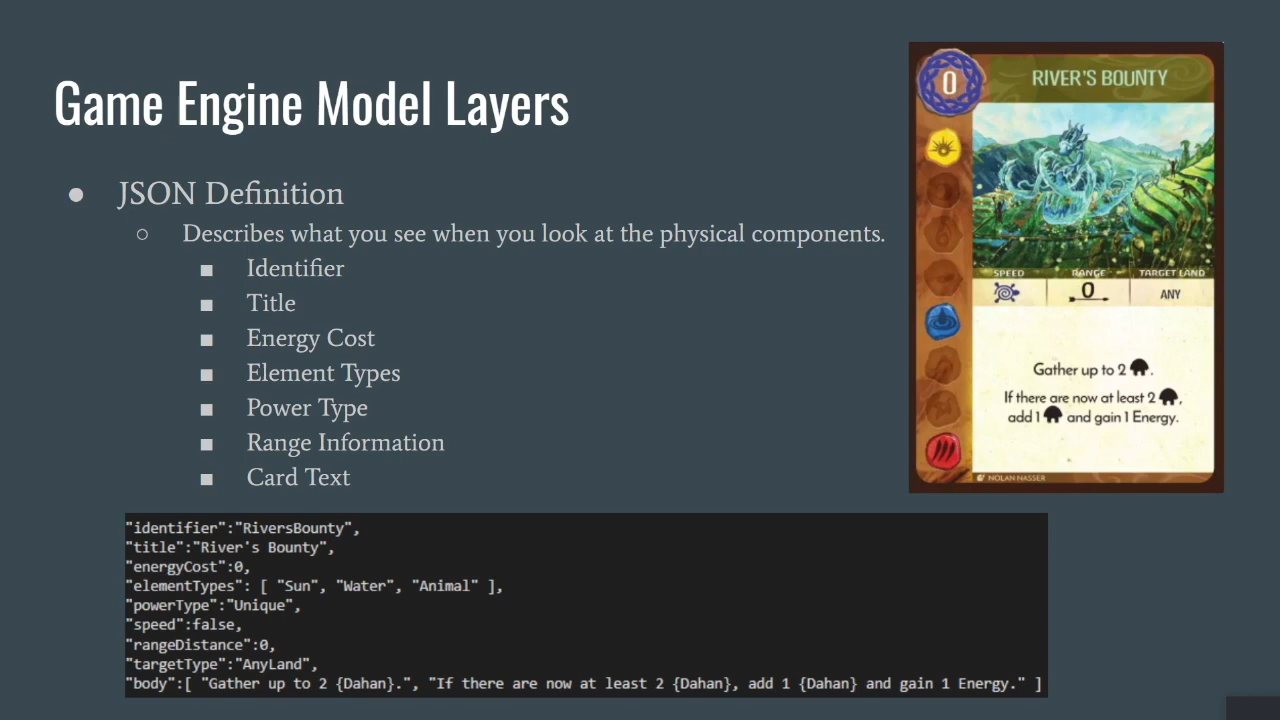 Game Engine Model Layers
● JSON Definition
○ Describes what you see when you look at the physical components.
■ Identifier
■ Title
■ Energy Cost
■ Element Types
■ Power Type
■ Range Information
■ Card Text
0
RIVER'S BOUNTY
SPEED RANGE TARGET LAND
0 ANY
Gather up to 2 .
If there are now at least 2 ,
add 1 and gain 1 Energy.
NOLAN NASSER
"identifier":"RiversBounty",
"title":"River's Bounty",
"energyCost":0,
"elementTypes": [ "Sun", "Water", "Animal" ],
"powerType":"Unique",
"speed":false,
"rangeDistance":0,
"targetType":"AnyLand",
"body":[ "Gather up to 2 {Dahan}.", "If there are now at least 2 {Dahan}, add 1 {Dahan} and gain 1 Energy." ]